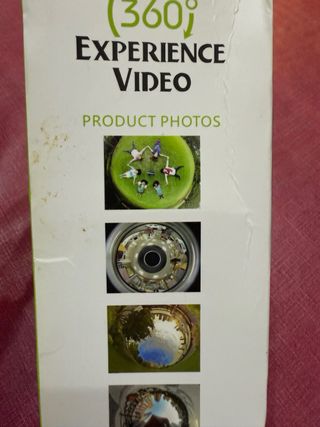 360°
EXPERIENCE
VIDEO
PRODUCT PHOTOS